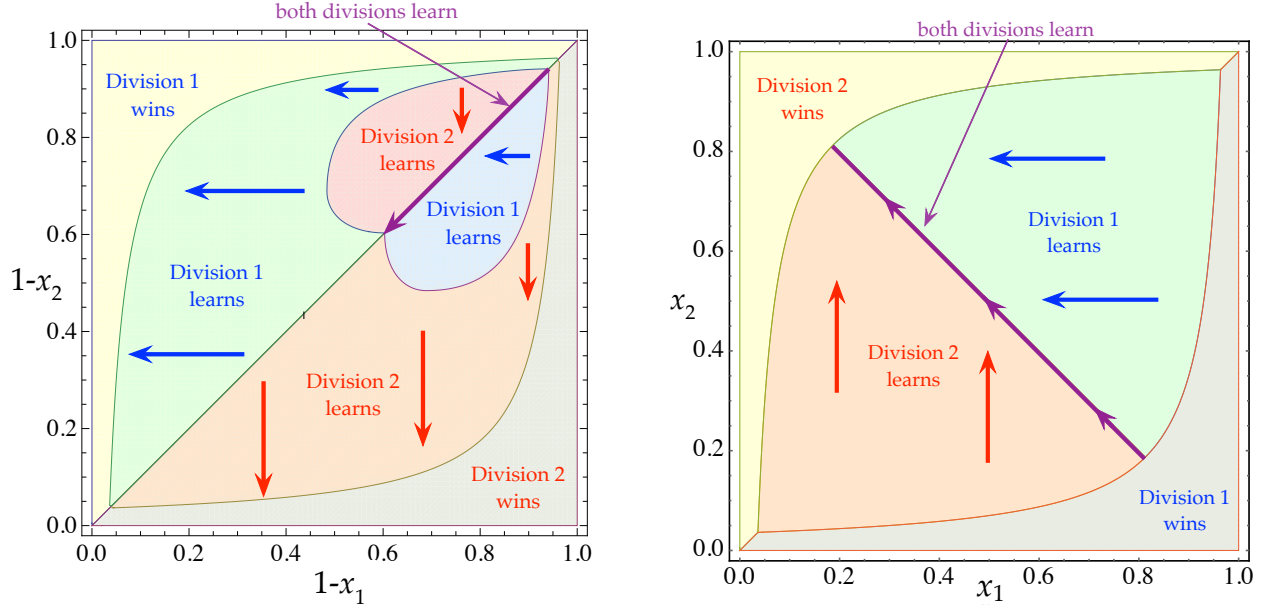 both divisions learn
1.0
0.8
0.6
0.4
0.2
0.0
1-x2
Division 1
wins
Division 2
learns
Division 1
learns
Division 1
learns
Division 2
learns
Division 2
wins
0.0 0.2 0.4 0.6 0.8 1.0
1-x1
both divisions learn
1.0
0.8
0.6
0.4
0.2
0.0
x2
Division 2
wins
Division 1
learns
Division 2
learns
Division 1
wins
0.0 0.2 0.4 0.6 0.8 1.0
x1